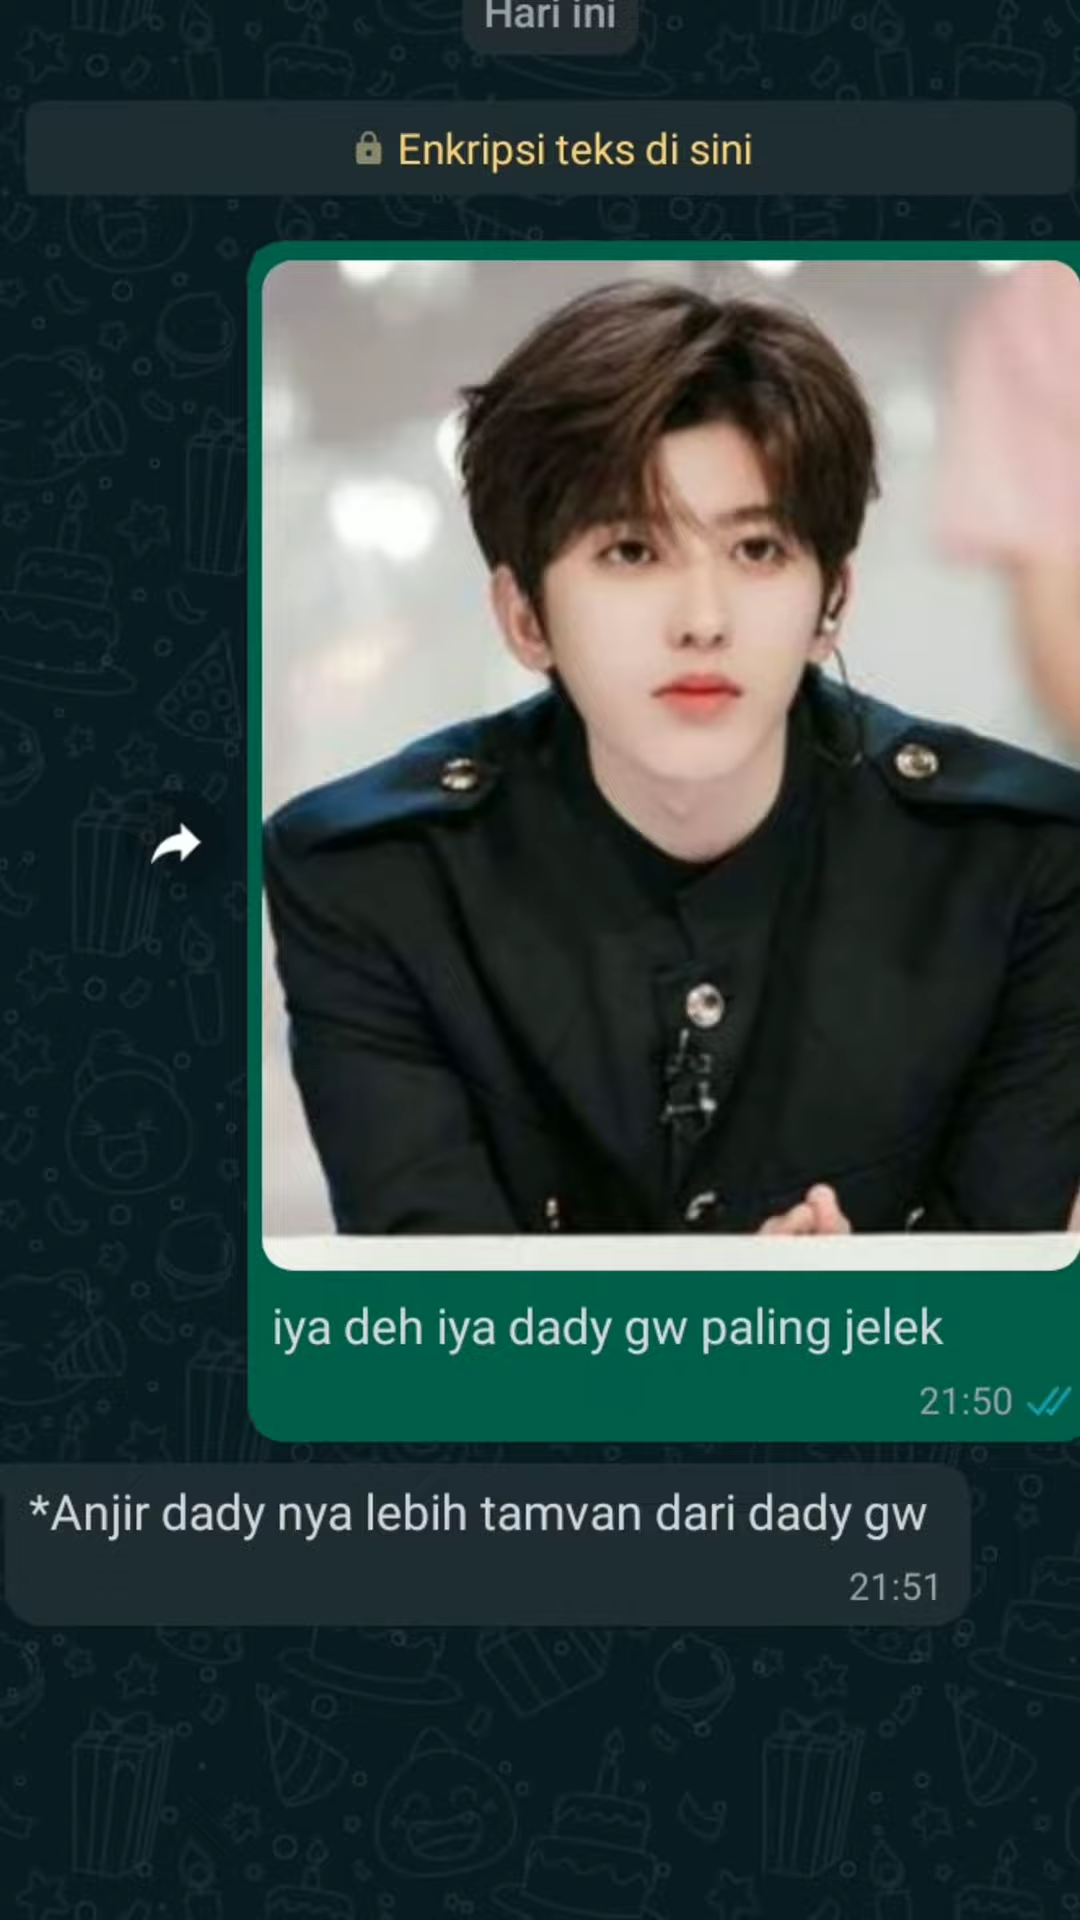 Hari ini
Enkripsi teks di sini
iya deh iya dady gw paling jelek
21:50
*Anjir dady nya lebih tamvan dari dady gw
21:51